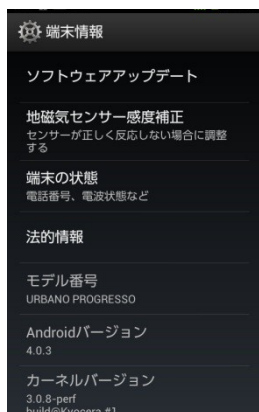 端末情報
ソフトウェアアップデート
地磁気センサー感度補正
センサーが正しく反応しない場合に調整
する
端末の状態
電話番号、電波状態など
法的情報
モデル番号
URBANO PROGRESSO
Androidバージョン
4.0.3
カーネルバージョン
3.0.8-perf
build@Kyocera #1